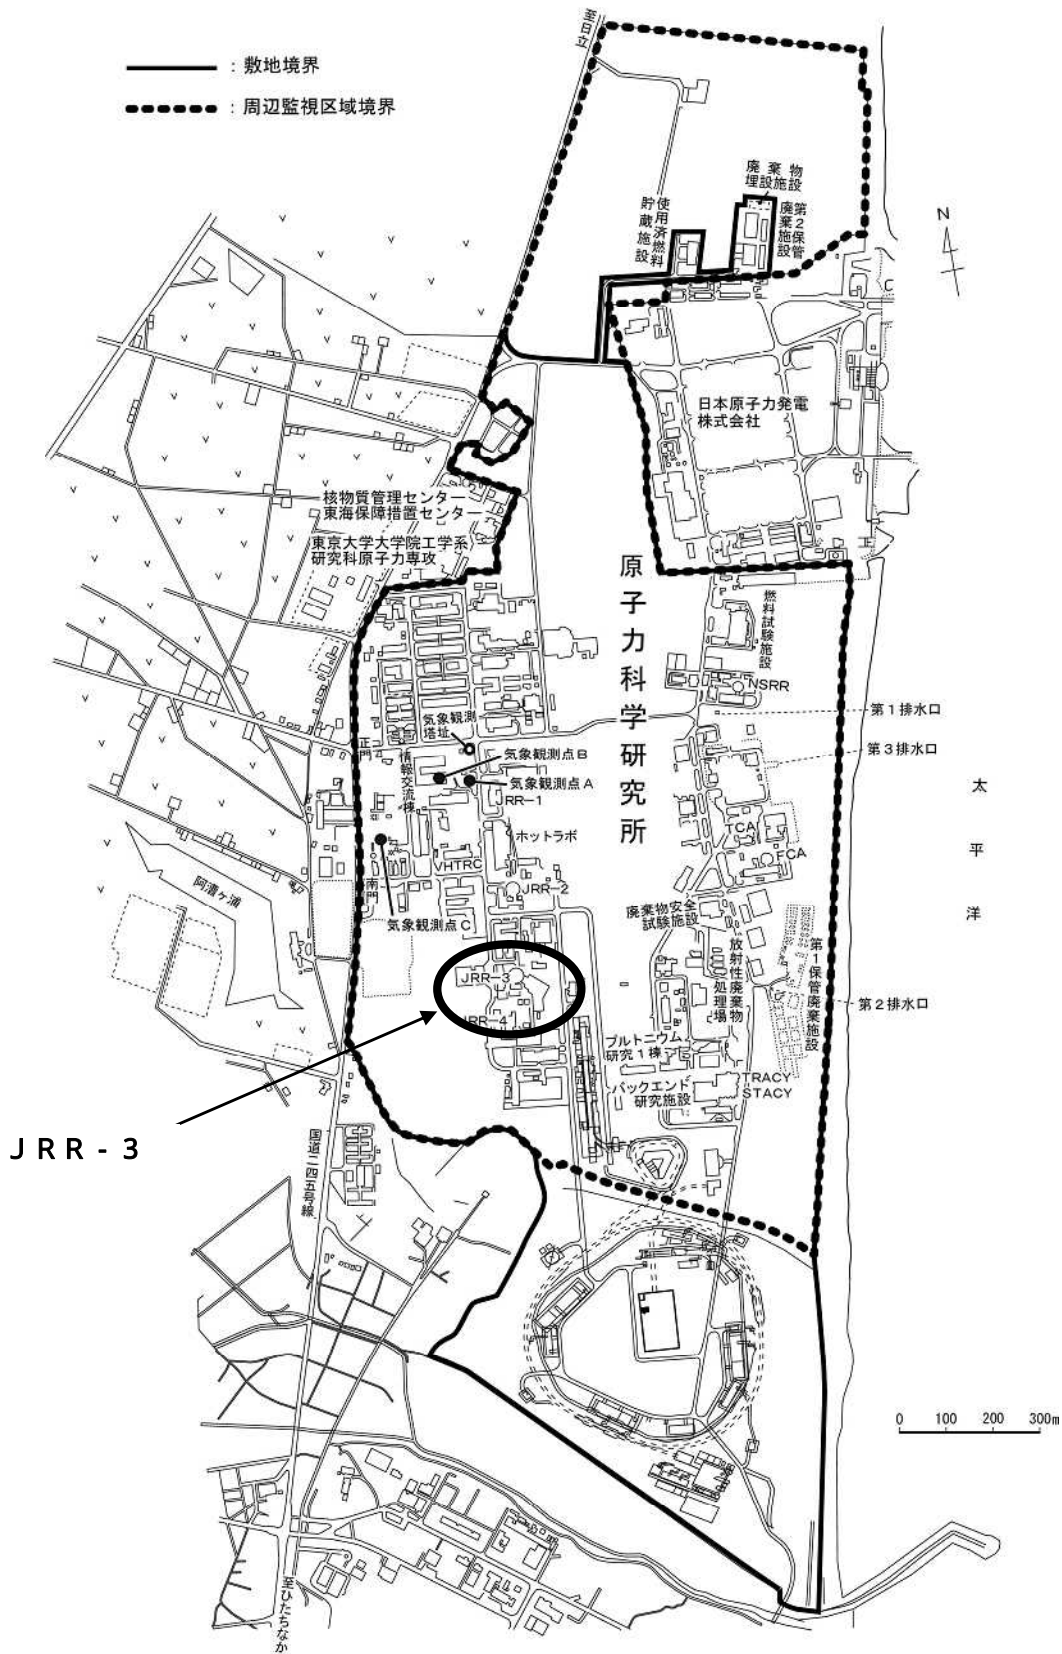 至日立
：敷地境界
：周辺監視区域境界
廃棄物
埋設施設
使用済燃料
貯蔵施設
第2保管
廃棄施設
N
日本原子力発電
株式会社
核物質管理センター
東海保障措置センター
東京大学大学院工学系
研究科原子力専攻
原子力科学研究所
燃料試験施設
NSRR
第1排水口
気象観測
塔址
第3排水口
正門
情報交流棟
気象観測点B
気象観測点A
JRR-1
太平洋
ホットラボ
TCA
FCA
VHTRC
阿漕ヶ浦
南門
JRR-2
廃棄物安全
試験施設
気象観測点C
放射性廃棄物
処理場
第1保管廃棄施設
JRR-3
第2排水口
JRR-4
プルトニウム
研究1棟
バックエンド
研究施設
TRACY
STACY
JRR-3
国道二四五号線
0 100 200 300m
至ひたちなか